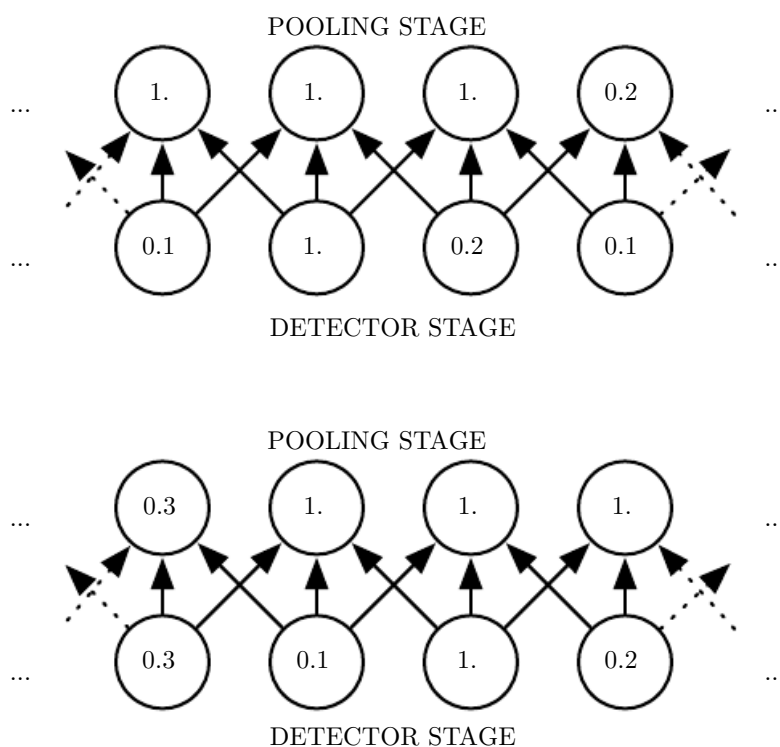 POOLING STAGE
... 1. 1. 1. 0.2 ..
... 0.1 1. 0.2 0.1 ..
DETECTOR STAGE
POOLING STAGE
... 0.3 1. 1. 1. ..
... 0.3 0.1 1. 0.2 ..
DETECTOR STAGE